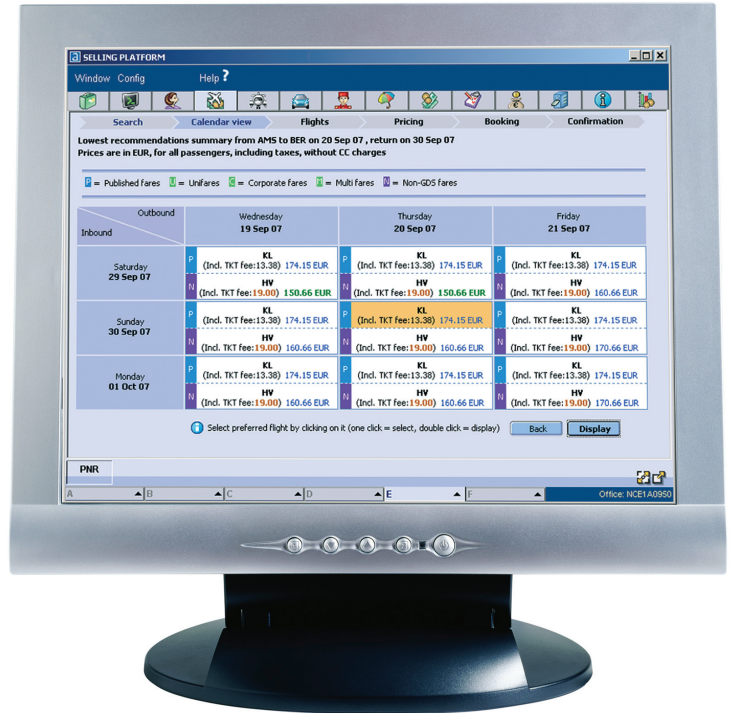 a SELLING PLATFORM
Window Config Help ?
Search Calendar view Flights Pricing Booking Confirmation
Lowest recommendations summary from AMS to BER on 20 Sep 07 , return on 30 Sep 07
Prices are in EUR, for all passengers, including taxes, without CC charges
P = Published fares U = Unifares = Corporate fares = Multi fares N = Non-GDS fares
Outbound
Inbound
Wednesday Thursday Friday
19 Sep 07 20 Sep 07 21 Sep 07
Saturday
29 Sep 07
P KL P KL P KL
(Incl. TKT fee:13.38) 174.15 EUR (Incl. TKT fee:13.38) 174.15 EUR (Incl. TKT fee:13.38) 174.15 EUR
N HV N HV N HV
(Incl. TKT fee:19.00) 150.66 EUR (Incl. TKT fee:19.00) 150.66 EUR (Incl. TKT fee:19.00) 160.66 EUR
Sunday
30 Sep 07
P KL P KL P KL
(Incl. TKT fee:13.38) 174.15 EUR (Incl. TKT fee:13.38) 174.15 EUR (Incl. TKT fee:13.38) 174.15 EUR
N HV N HV N HV
(Incl. TKT fee:19.00) 160.66 EUR (Incl. TKT fee:19.00) 160.66 EUR (Incl. TKT fee:19.00) 170.66 EUR
Monday
01 Oct 07
P KL P KL P KL
(Incl. TKT fee:13.38) 174.15 EUR (Incl. TKT fee:13.38) 174.15 EUR (Incl. TKT fee:13.38) 174.15 EUR
N HV N HV N HV
(Incl. TKT fee:19.00) 160.66 EUR (Incl. TKT fee:19.00) 160.66 EUR (Incl. TKT fee:19.00) 170.66 EUR
i Select preferred flight by clicking on it (one click = select, double click = display) Back Display
PNR
A B C D E F Office: NCE1A0950